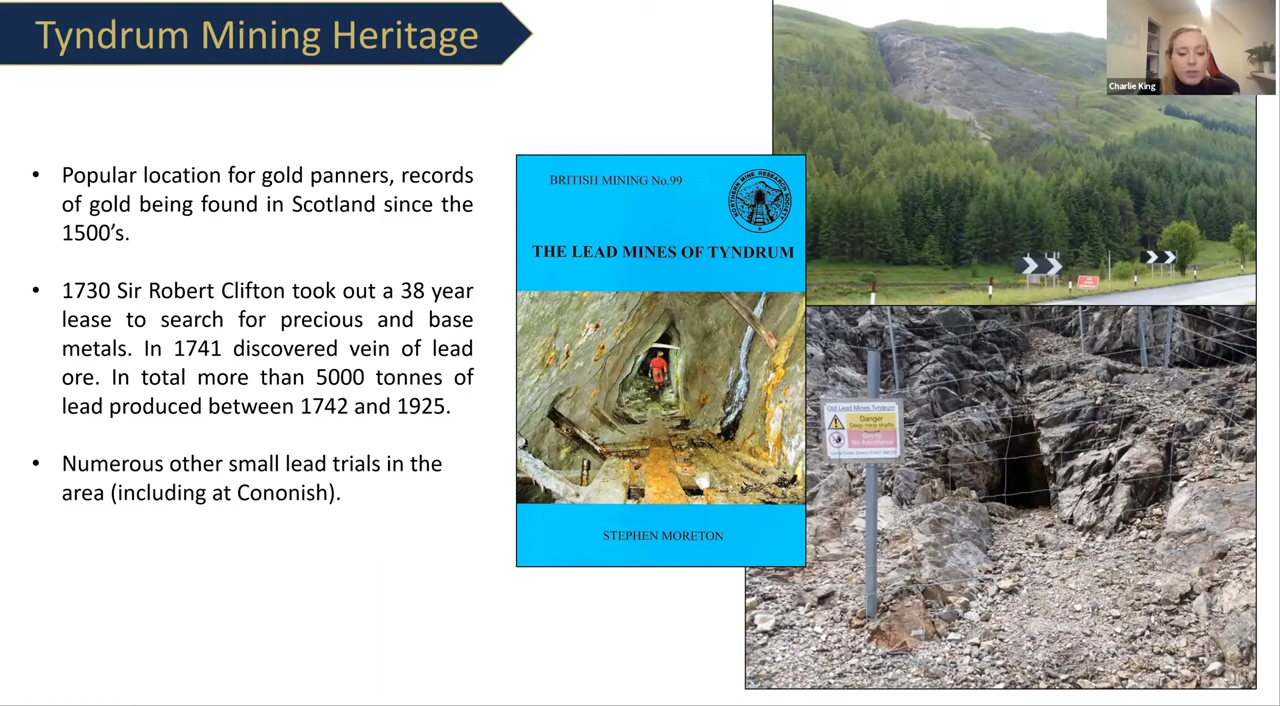 Tyndrum Mining Heritage
Charlie King
• Popular location for gold panners, records
of gold being found in Scotland since the
1500’s.
• 1730 Sir Robert Clifton took out a 38 year
lease to search for precious and base
metals. In 1741 discovered vein of lead
ore. In total more than 5000 tonnes of
lead produced between 1742 and 1925.
• Numerous other small lead trials in the
area (including at Cononish).
BRITISH MINING No.99
NORTHERN MINE RESEARCH SOCIETY
THE LEAD MINES OF TYNDRUM
STEPHEN MORETON
Old Lead Mines Tyndrum
Danger
Deep mine shafts
Strictly
No Admittance